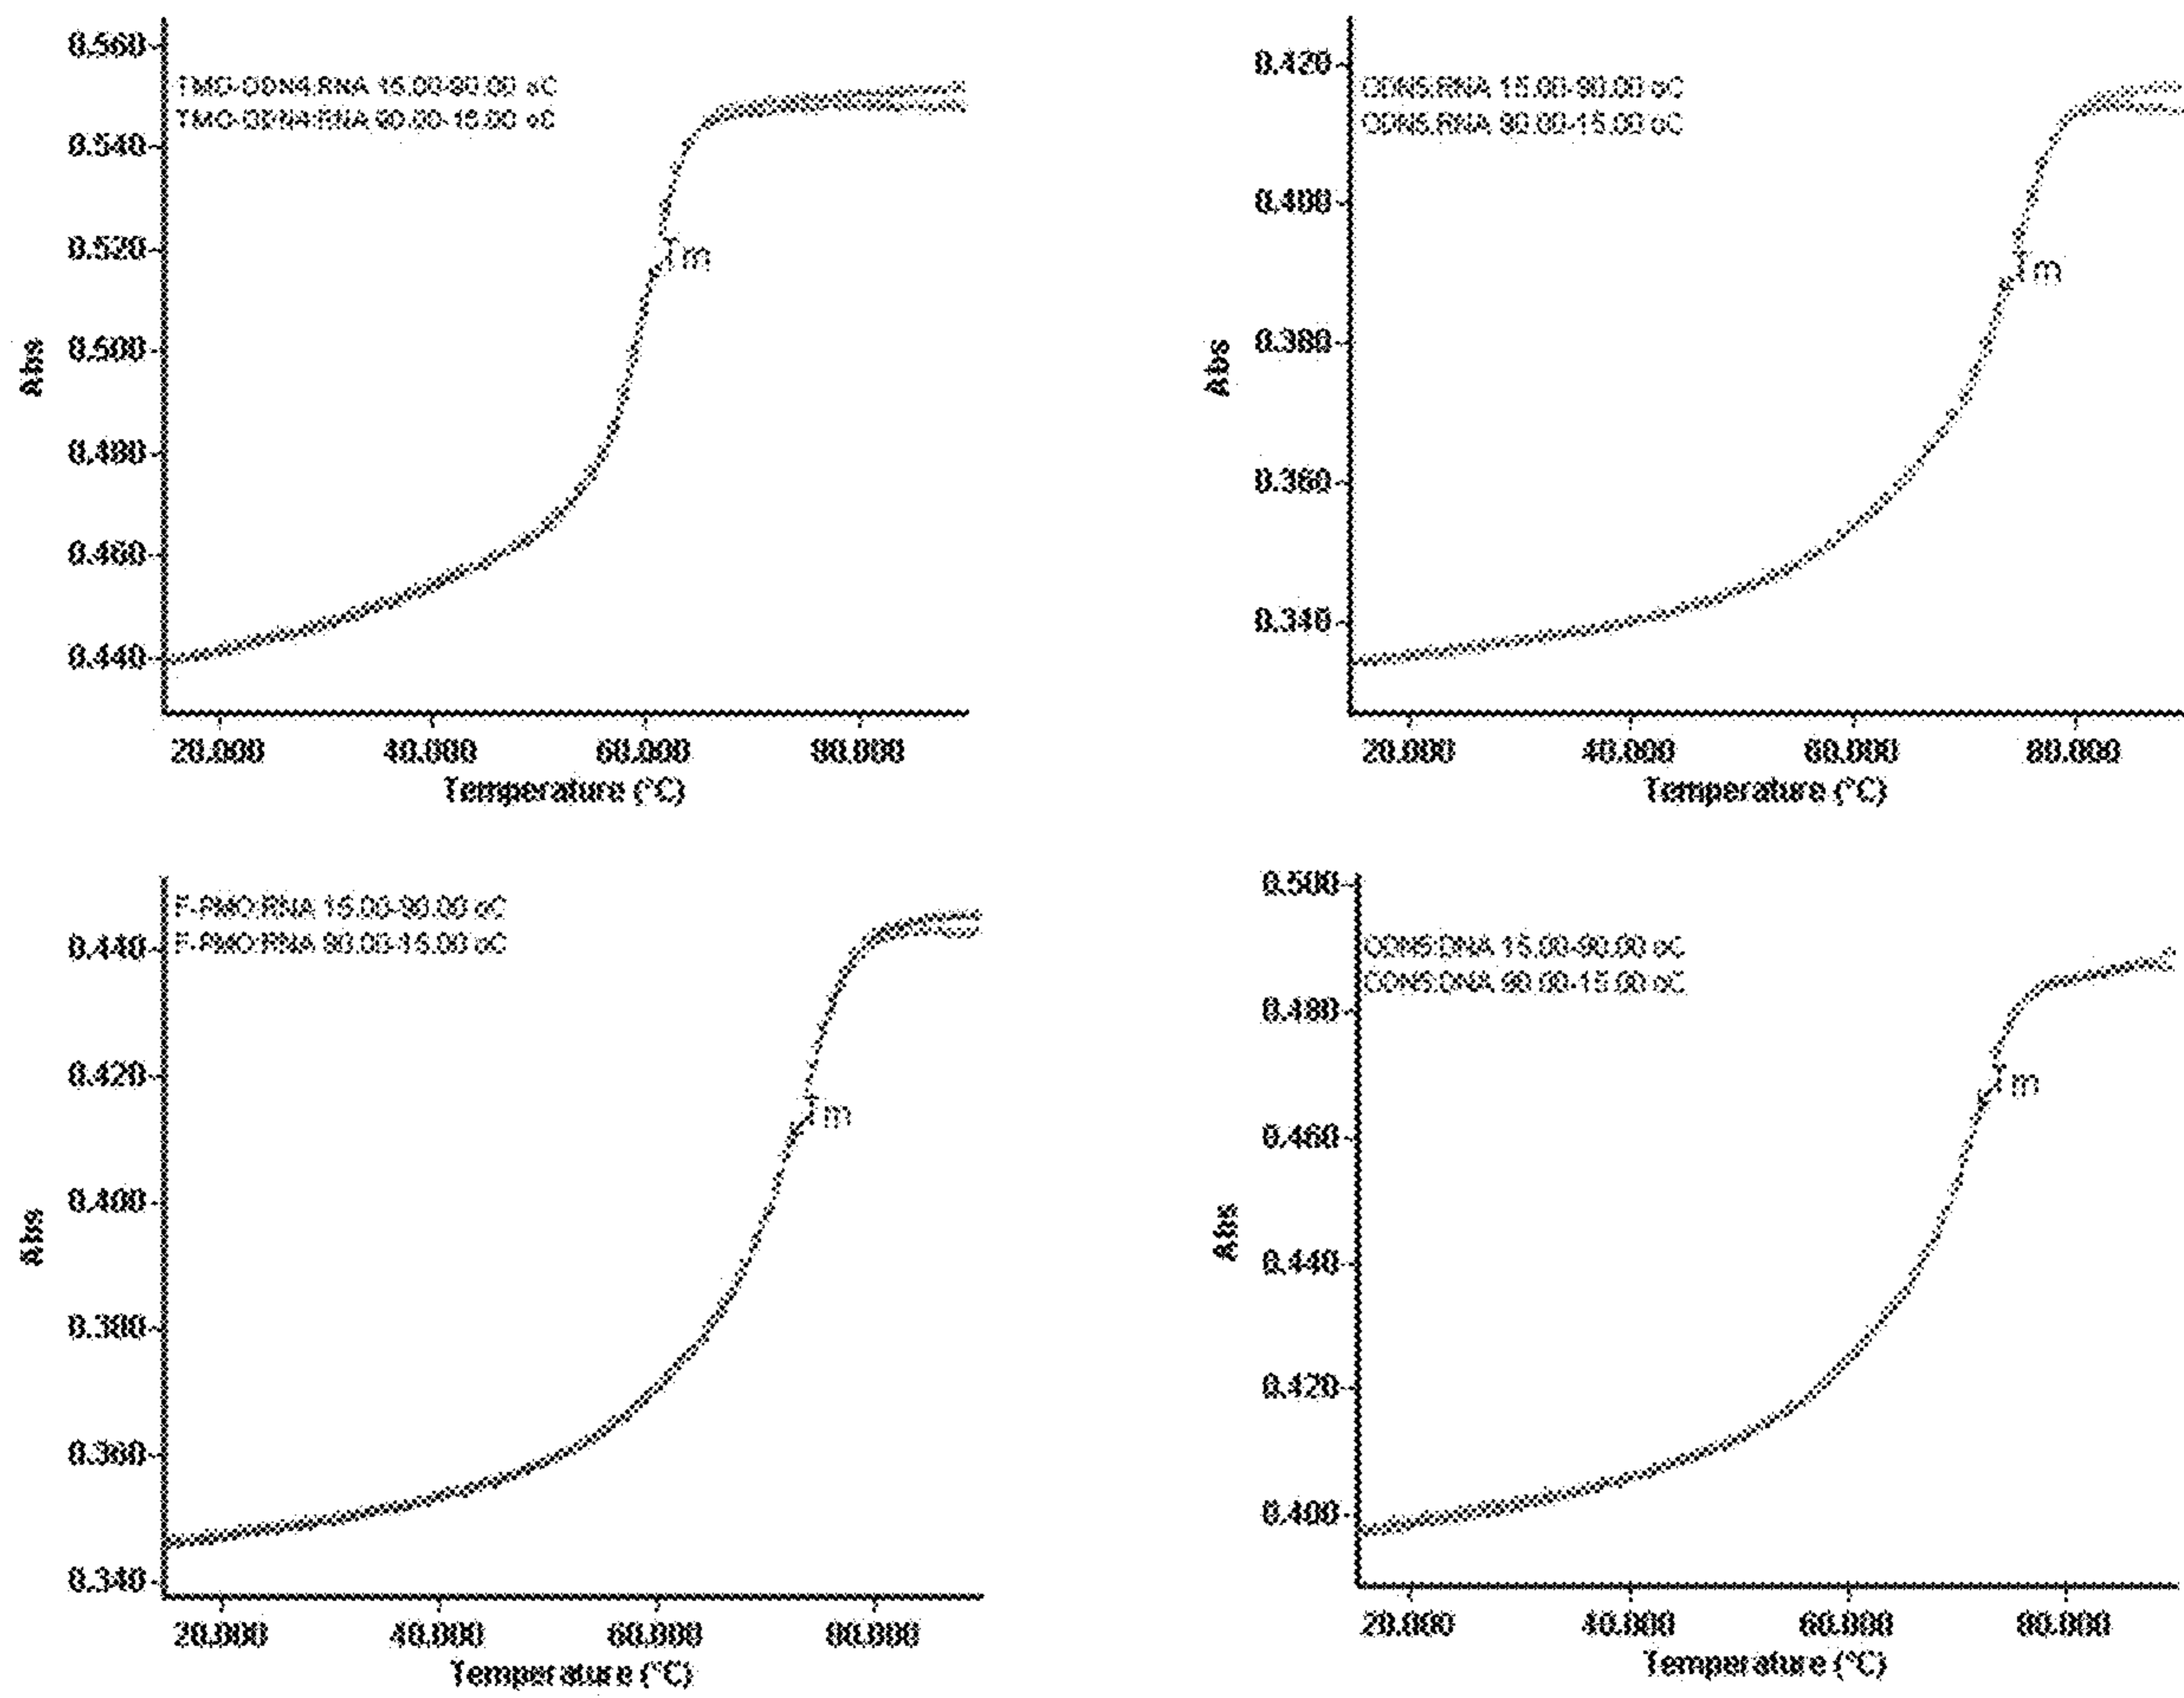 0.560
TMO-ODN4:RNA 15.00-90.00 oC
TMO-ODN4:RNA 90.00-15.00 oC
0.540
0.520
Tm
0.500
Abs
0.480
0.460
0.440
20.000 40.000 60.000 80.000
Temperature (°C)
0.420
ODN5:RNA 15.00-90.00 oC
ODN5:RNA 90.00-15.00 oC
0.400
Tm
0.380
Abs
0.360
0.340
20.000 40.000 60.000 80.000
Temperature (°C)
F-PMO:RNA 15.00-90.00 oC
F-PMO:RNA 90.00-15.00 oC
0.440
0.420
Tm
0.400
Abs
0.380
0.360
0.340
20.000 40.000 60.000 80.000
Temperature (°C)
0.500
ODN5:DNA 15.00-90.00 oC
ODN5:DNA 90.00-15.00 oC
0.480
Tm
0.460
Abs
0.440
0.420
0.400
20.000 40.000 60.000 80.000
Temperature (°C)